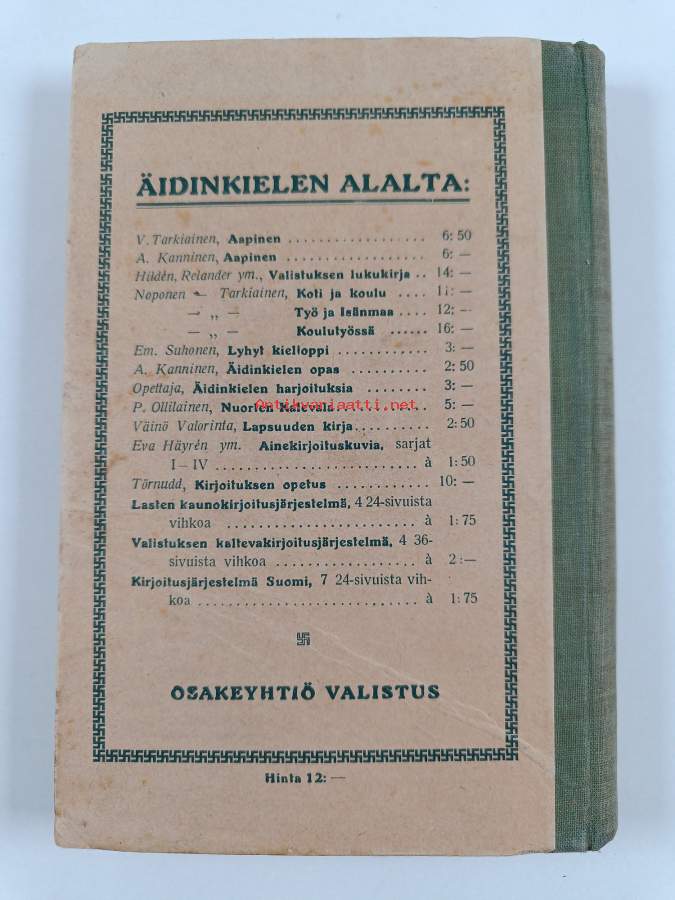 ÄIDINKIELEN ALALTA:
V. Tarkiainen, Aapinen .................. 6: 50
A. Kanninen, Aapinen .................. 6: —
Hildén, Relander ym., Valistuksen lukukirja .. 14: —
Noponen — Tarkiainen, Koti ja koulu .... 11: —
— „ — Työ ja Isänmaa .... 12: —
— „ — Koulutyössä ...... 16: —
Em. Suhonen, Lyhyt kielioppi ............ 3: —
A. Kanninen, Äidinkielen opas ............ 2: 50
Opettaja, Äidinkielen harjoituksia ........ 3: —
Antikvariaatti.net
P. Ollilainen, Nuorten Kalevala ............ 5: —
Väinö Valorinta, Lapsuuden kirja .......... 2: 50
Eva Häyrén ym. Ainekirjoituskuvia, sarjat
I—IV .......................... à 1: 50
Törnudd, Kirjoituksen opetus ............ 10: —
Lasten kaunokirjoitusjärjestelmä, 4 24-sivuista
vihkoa ........................ à 1: 75
Valistuksen kaltevakirjoitusjärjestelmä, 4 36-
sivuista vihkoa .................. à 2: —
Kirjoitusjärjestelmä Suomi, 7 24-sivuista vih-
koa ............................ à 1: 75
OSAKEYHTIÖ VALISTUS
Hinta 12: —